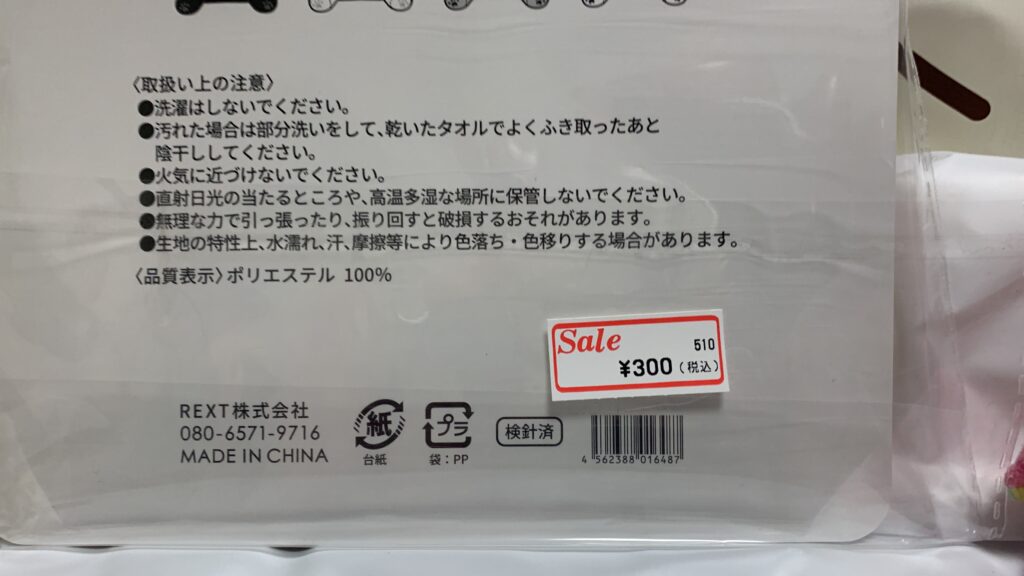 〈取扱い上の注意〉
●洗濯はしないでください。
●汚れた場合は部分洗いをして、乾いたタオルでよくふき取ったあと
陰干ししてください。
●火気に近づけないでください。
●直射日光の当たるところや、高温多湿な場所に保管しないでください。
●無理な力で引っ張ったり、振り回すと破損するおそれがあります。
●生地の特性上、水濡れ、汗、摩擦等により色落ち・色移りする場合があります。
〈品質表示〉ポリエステル 100%
Sale
510
¥300(税込)
REXT株式会社
080-6571-9716
MADE IN CHINA
紙
台紙
プラ
袋:PP
検針済
4 562388 016487